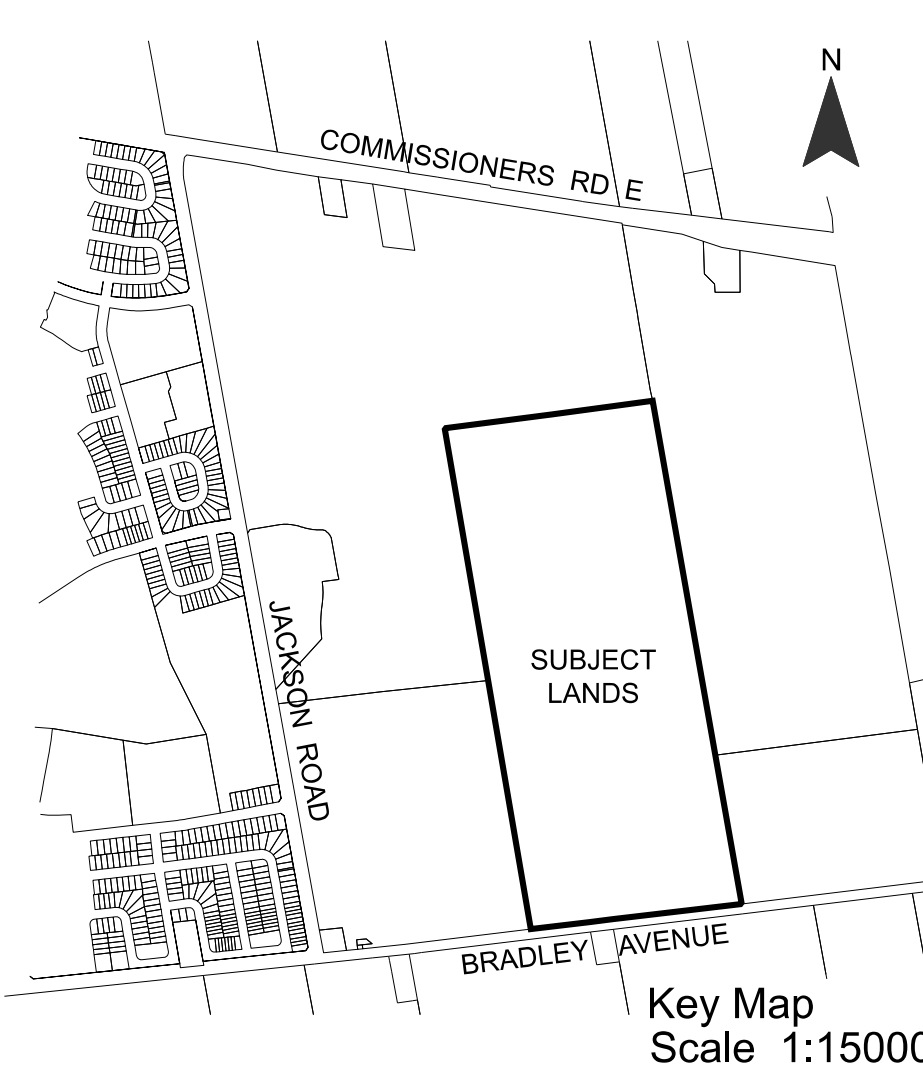 N
COMMISSIONERS RD E
JACKSON ROAD
SUBJECT
LANDS
BRADLEY AVENUE
Key Map
Scale 1:15000